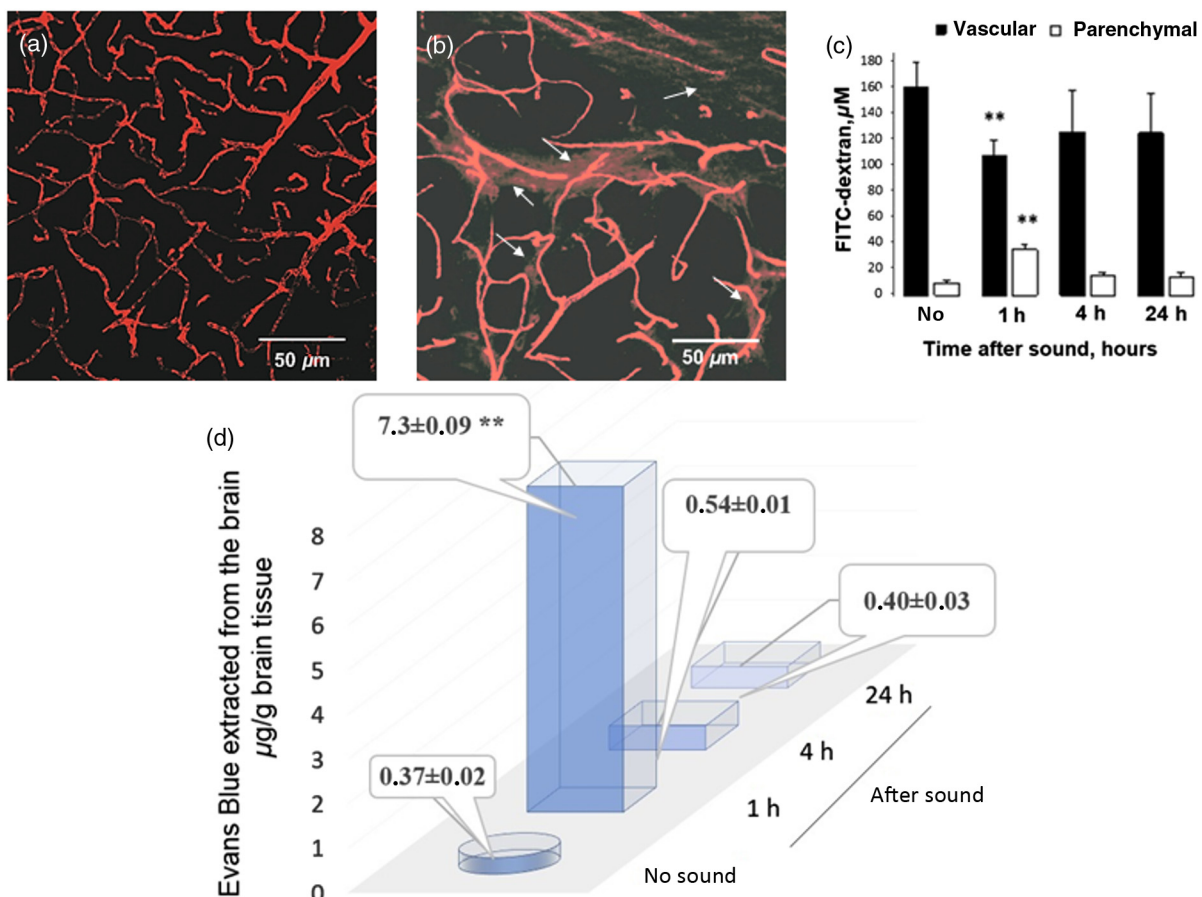 (a)
50 µm
(b)
50 µm
(c)
Vascular Parenchymal
FITC-dextran,µM
180
160
140
120
100
80
60
40
20
0
**
**
No 1 h 4 h 24 h
Time after sound, hours
(d)
Evans Blue extracted from the brain
µg/g brain tissue
8
7
6
5
4
3
2
1
0
7.3±0.09 **
0.54±0.01
0.40±0.03
0.37±0.02
24 h
4 h
1 h
After sound
No sound